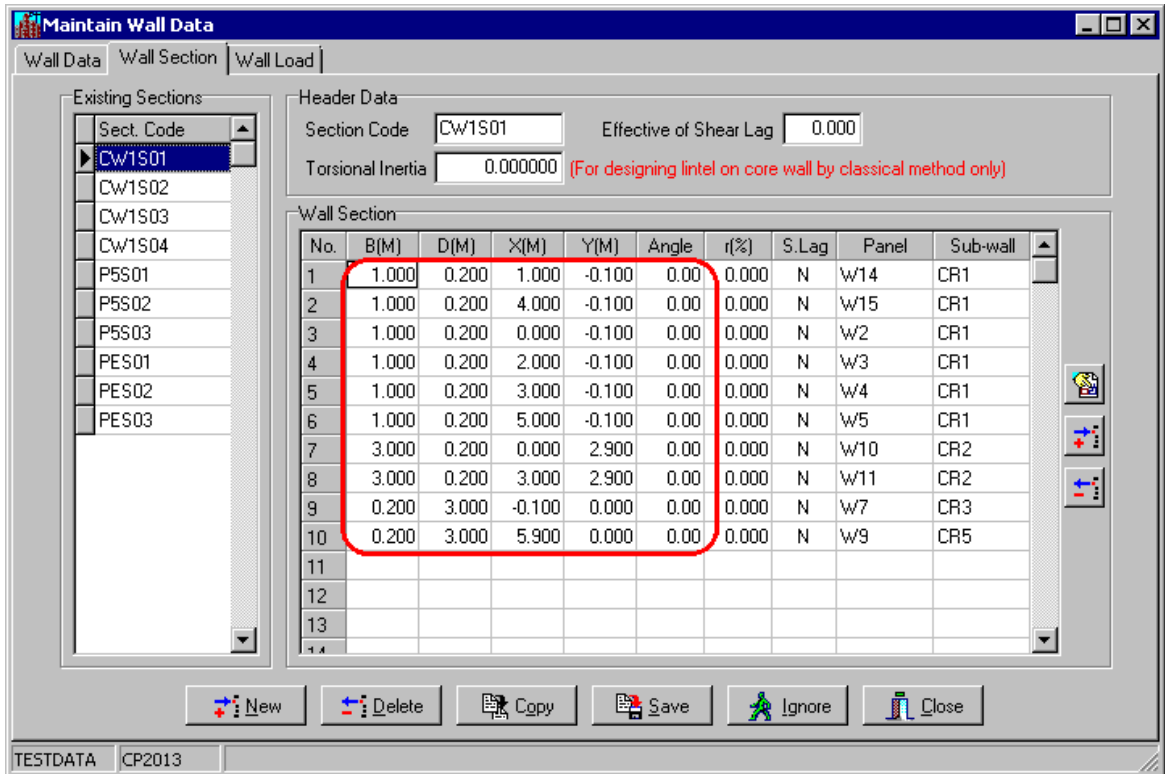 Maintain Wall Data
Wall Data Wall Section Wall Load
Existing Sections
Sect. Code
CW1S01
CW1S02
CW1S03
CW1S04
P5S01
P5S02
P5S03
PES01
PES02
PES03
Header Data
Section Code CW1S01 Effective of Shear Lag 0.000
Torsional Inertia 0.000000 (For designing lintel on core wall by classical method only)
Wall Section
No. B(M) D(M) X(M) Y(M) Angle r(%) S.Lag Panel Sub-wall
1 1.000 0.200 1.000 -0.100 0.00 0.000 N W14 CR1
2 1.000 0.200 4.000 -0.100 0.00 0.000 N W15 CR1
3 1.000 0.200 0.000 -0.100 0.00 0.000 N W2 CR1
4 1.000 0.200 2.000 -0.100 0.00 0.000 N W3 CR1
5 1.000 0.200 3.000 -0.100 0.00 0.000 N W4 CR1
6 1.000 0.200 5.000 -0.100 0.00 0.000 N W5 CR1
7 3.000 0.200 0.000 2.900 0.00 0.000 N W10 CR2
8 3.000 0.200 3.000 2.900 0.00 0.000 N W11 CR2
9 0.200 3.000 -0.100 0.000 0.00 0.000 N W7 CR3
10 0.200 3.000 5.900 0.000 0.00 0.000 N W9 CR5
11
12
13
14
New Delete Copy Save Ignore Close
TESTDATA CP2013